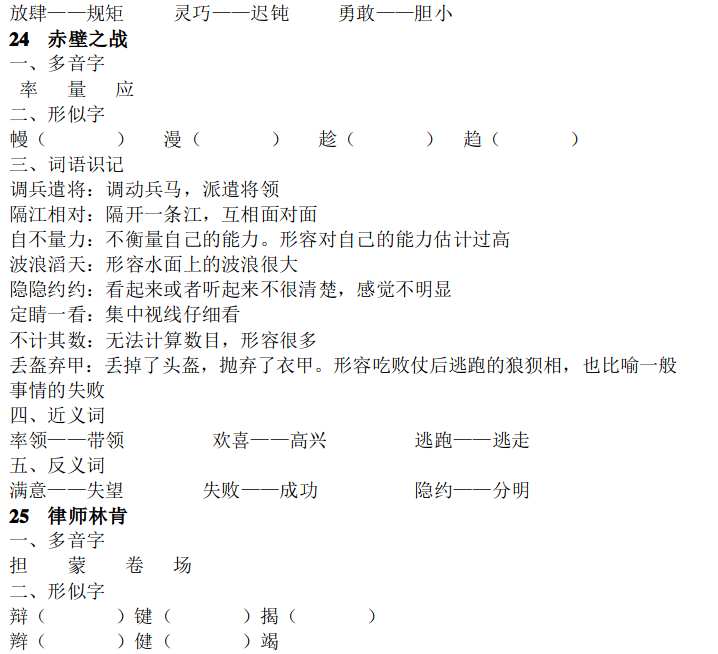 放肆——规矩 灵巧——迟钝 勇敢——胆小
24 赤壁之战
一、多音字
率 量 应
二、形似字
幔（ ） 漫（ ） 趁（ ） 趋（ ）
三、词语识记
调兵遣将：调动兵马，派遣将领
隔江相对：隔开一条江，互相面对面
自不量力：不衡量自己的能力。形容对自己的能力估计过高
波浪滔天：形容水面上的波浪很大
隐隐约约：看起来或者听起来不很清楚，感觉不明显
定睛一看：集中视线仔细看
不计其数：无法计算数目，形容很多
丢盔弃甲：丢掉了头盔，抛弃了衣甲。形容吃败仗后逃跑的狼狈相，也比喻一般
事情的失败
四、近义词
率领——带领 欢喜——高兴 逃跑——逃走
五、反义词
满意——失望 失败——成功 隐约——分明
25 律师林肯
一、多音字
担 蒙 卷 场
二、形似字
辩（ ）键（ ）揭（ ）
辫（ ）健（ ）竭